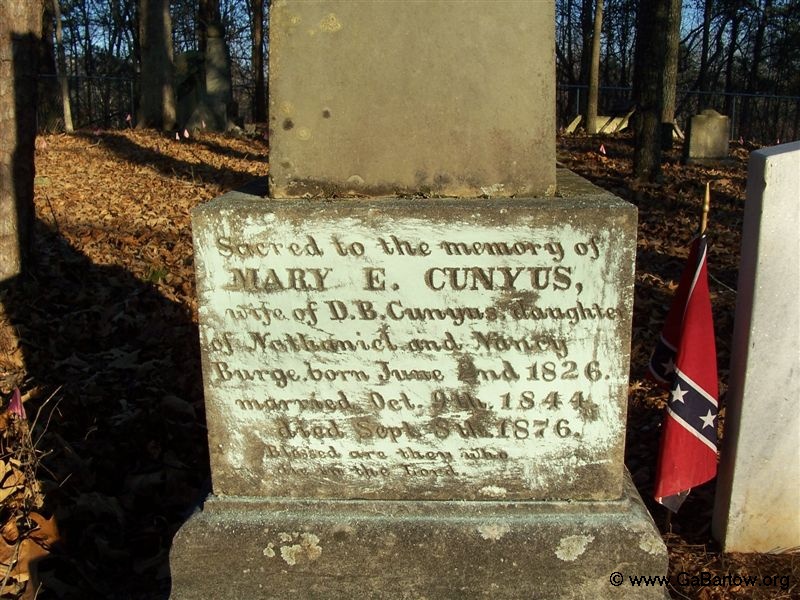 Sacred to the memory of
MARY E. CUNYUS,
wife of D.B. Cunyus, daughter
of Nathaniel and Nancy
Burge, born June 2nd 1826.
married Oct. 9th 1844,
died Sept. 8th 1876.
Blessed are they who
die in the Lord.
© www.GaBartow.org